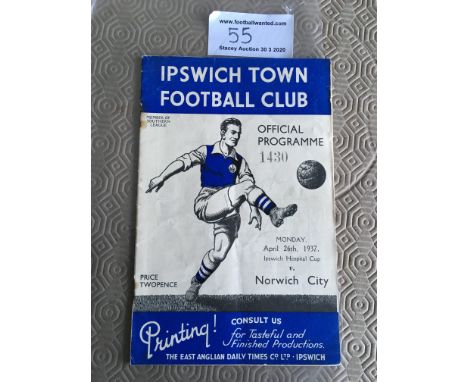 www.footballwanted.com
55
Stacey Auction 30 3 2020
IPSWICH TOWN
FOOTBALL CLUB
MEMBER OF
SOUTHERN
LEAGUE
OFFICIAL
PROGRAMME
1430
MONDAY,
April 26th, 1937.
Ipswich Hospital Cup
v.
Norwich City
PRICE
TWOPENCE
Printing!
CONSULT US
for Tasteful and
Finished Productions.
THE EAST ANGLIAN DAILY TIMES CO. LTD · IPSWICH